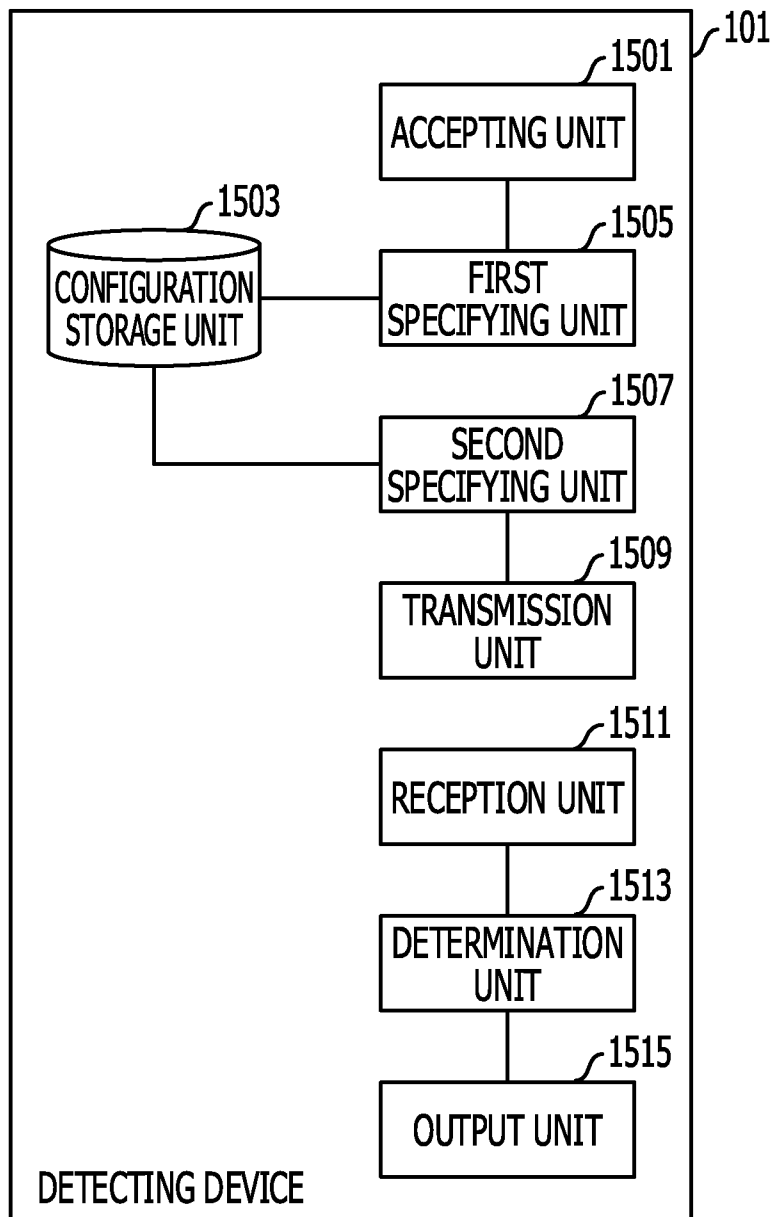 101
1501
ACCEPTING UNIT
1503
CONFIGURATION
STORAGE UNIT
1505
FIRST
SPECIFYING UNIT
1507
SECOND
SPECIFYING UNIT
1509
TRANSMISSION
UNIT
1511
RECEPTION UNIT
1513
DETERMINATION
UNIT
1515
OUTPUT UNIT
DETECTING DEVICE